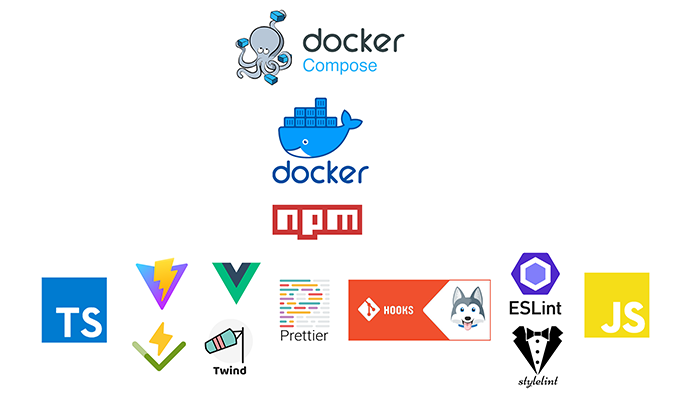 docker
Compose
docker
npm
TS
Prettier
HOOKS
ESLint
JS
Twind
stylelint